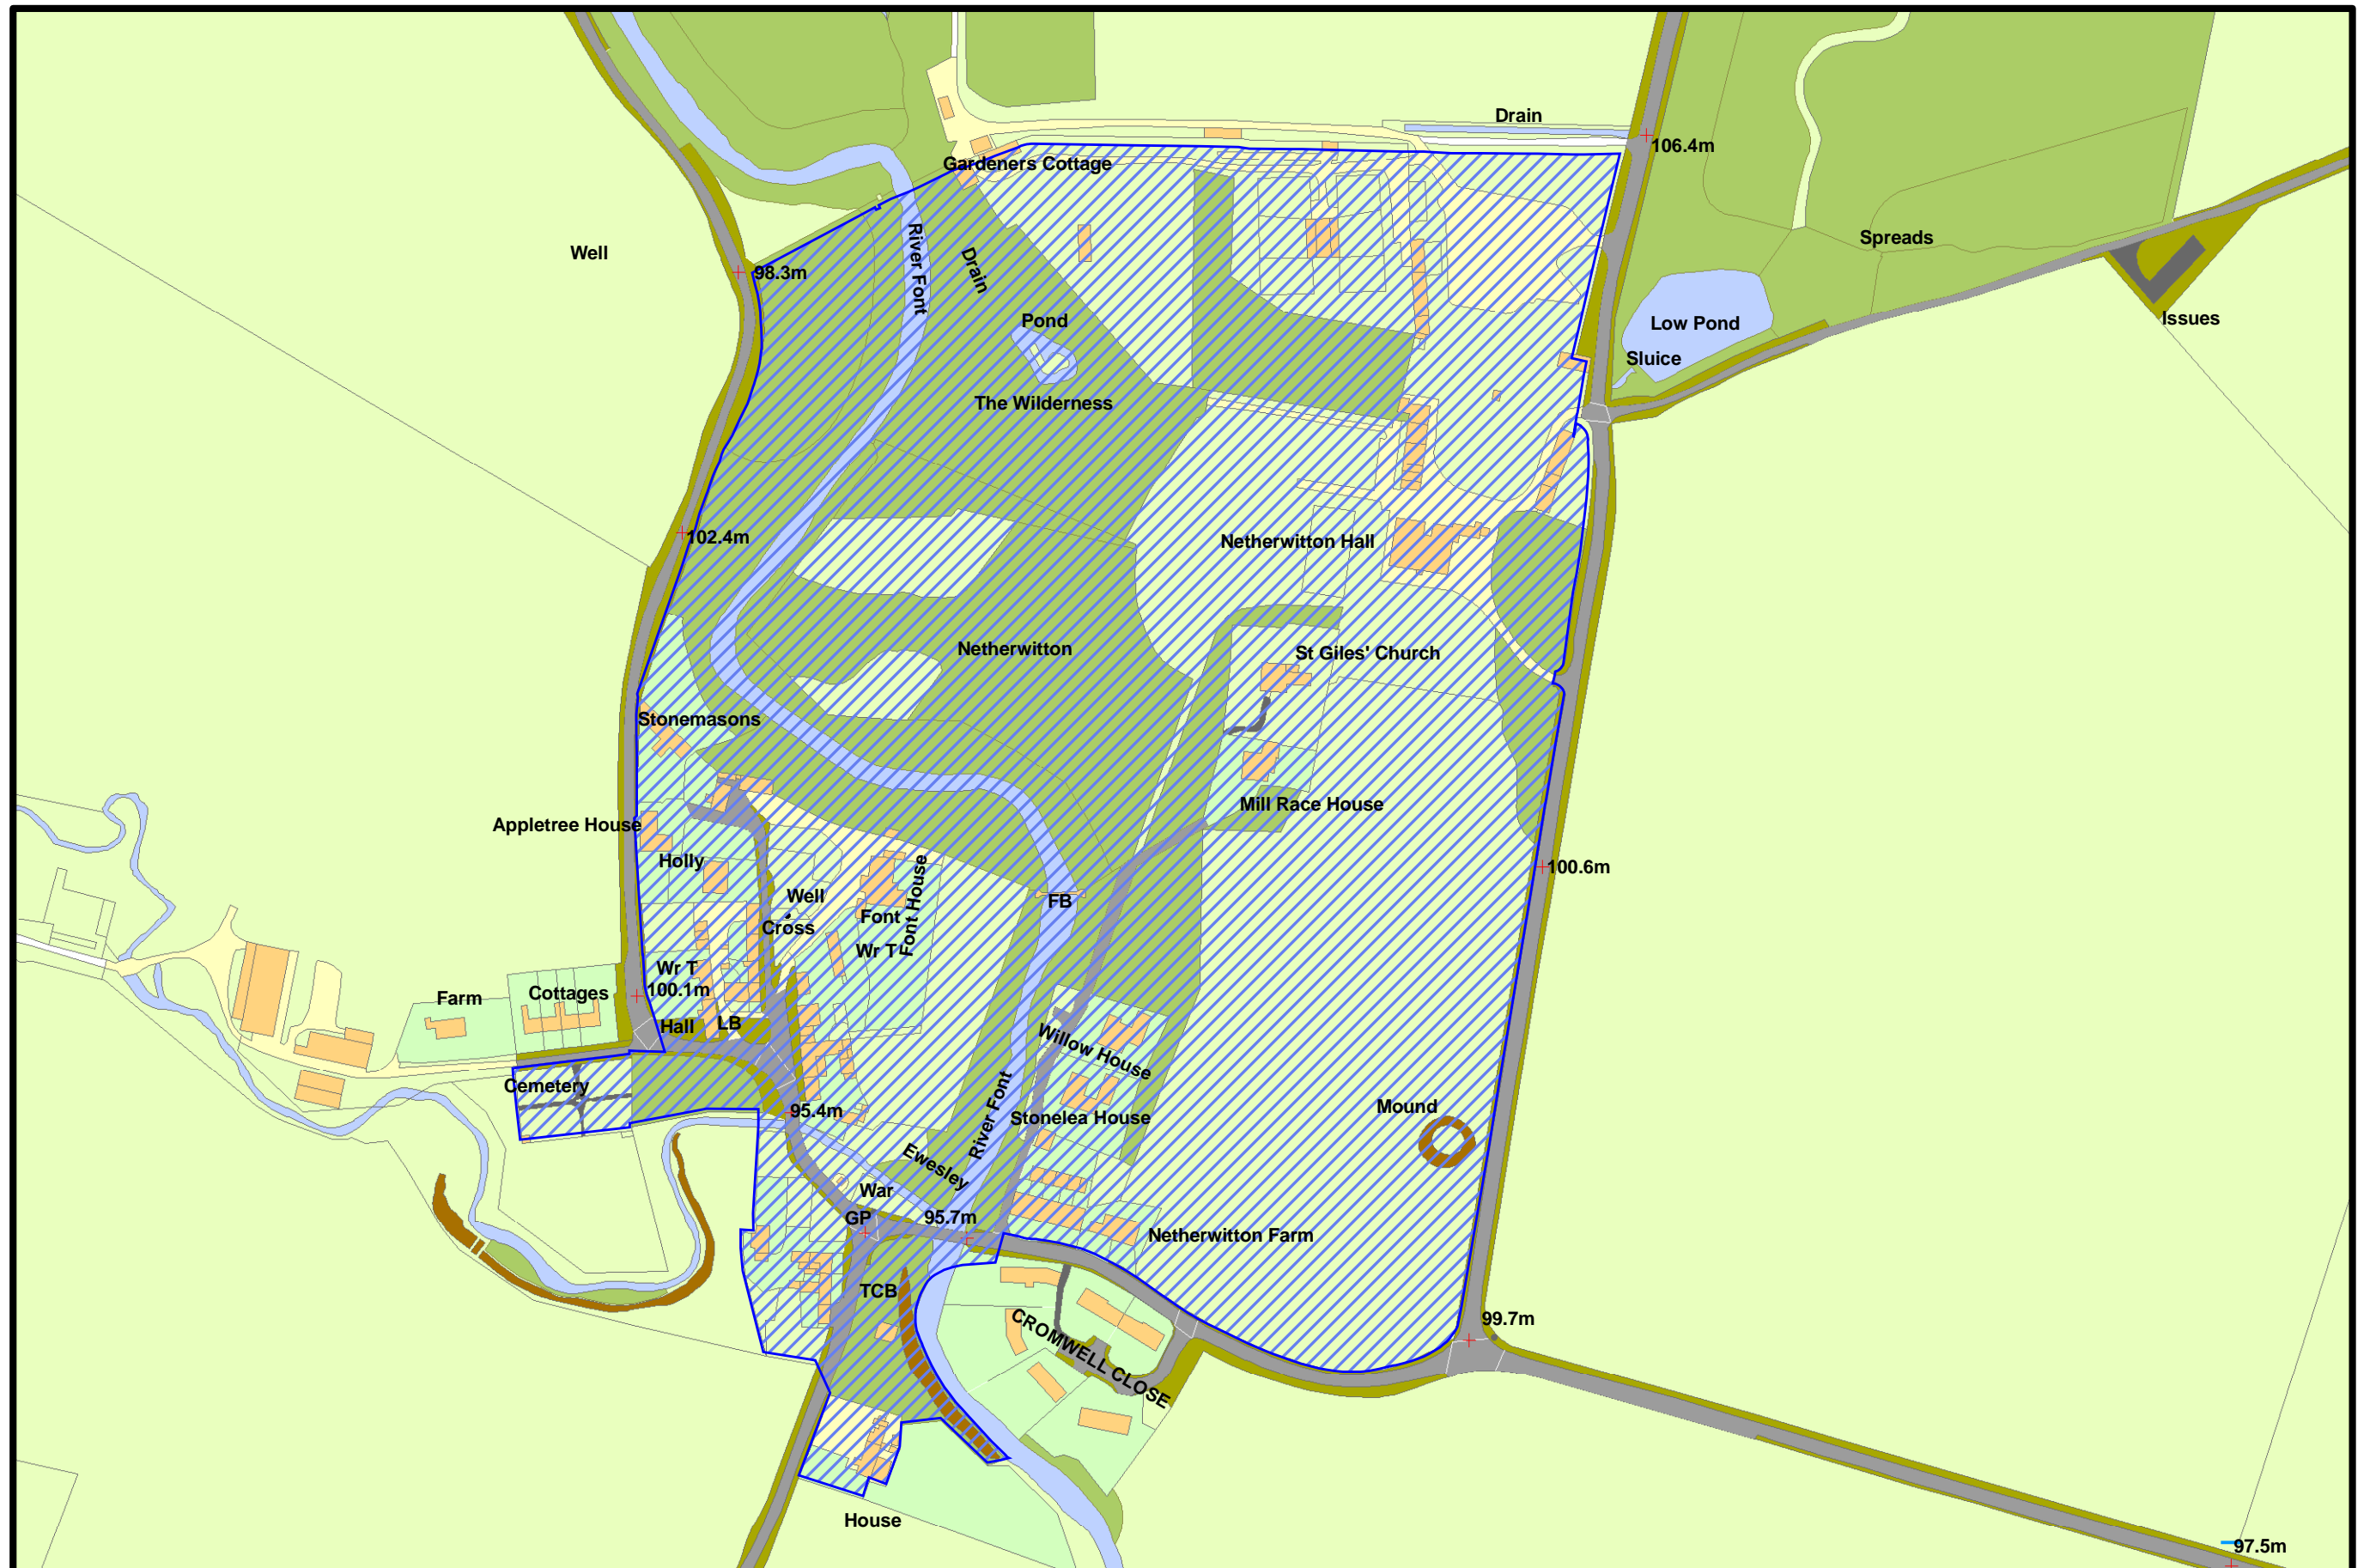 Drain
106.4m
Gardeners Cottage
Well
River Font
Drain
98.3m
Spreads
Pond
Low Pond
Issues
Sluice
The Wilderness
102.4m
Netherwitton Hall
Netherwitton
St Giles' Church
Stonemasons
Mill Race House
Appletree House
Holly
100.6m
Well
FB
Font
Font House
Cross
Wr T
Wr T
100.1m
Farm
Cottages
Hall
LB
Willow House
Cemetery
95.4m
Mound
Stonelea House
River Font
Ewesley
War
GP
95.7m
Netherwitton Farm
TCB
CROMWELL CLOSE
99.7m
House
97.5m